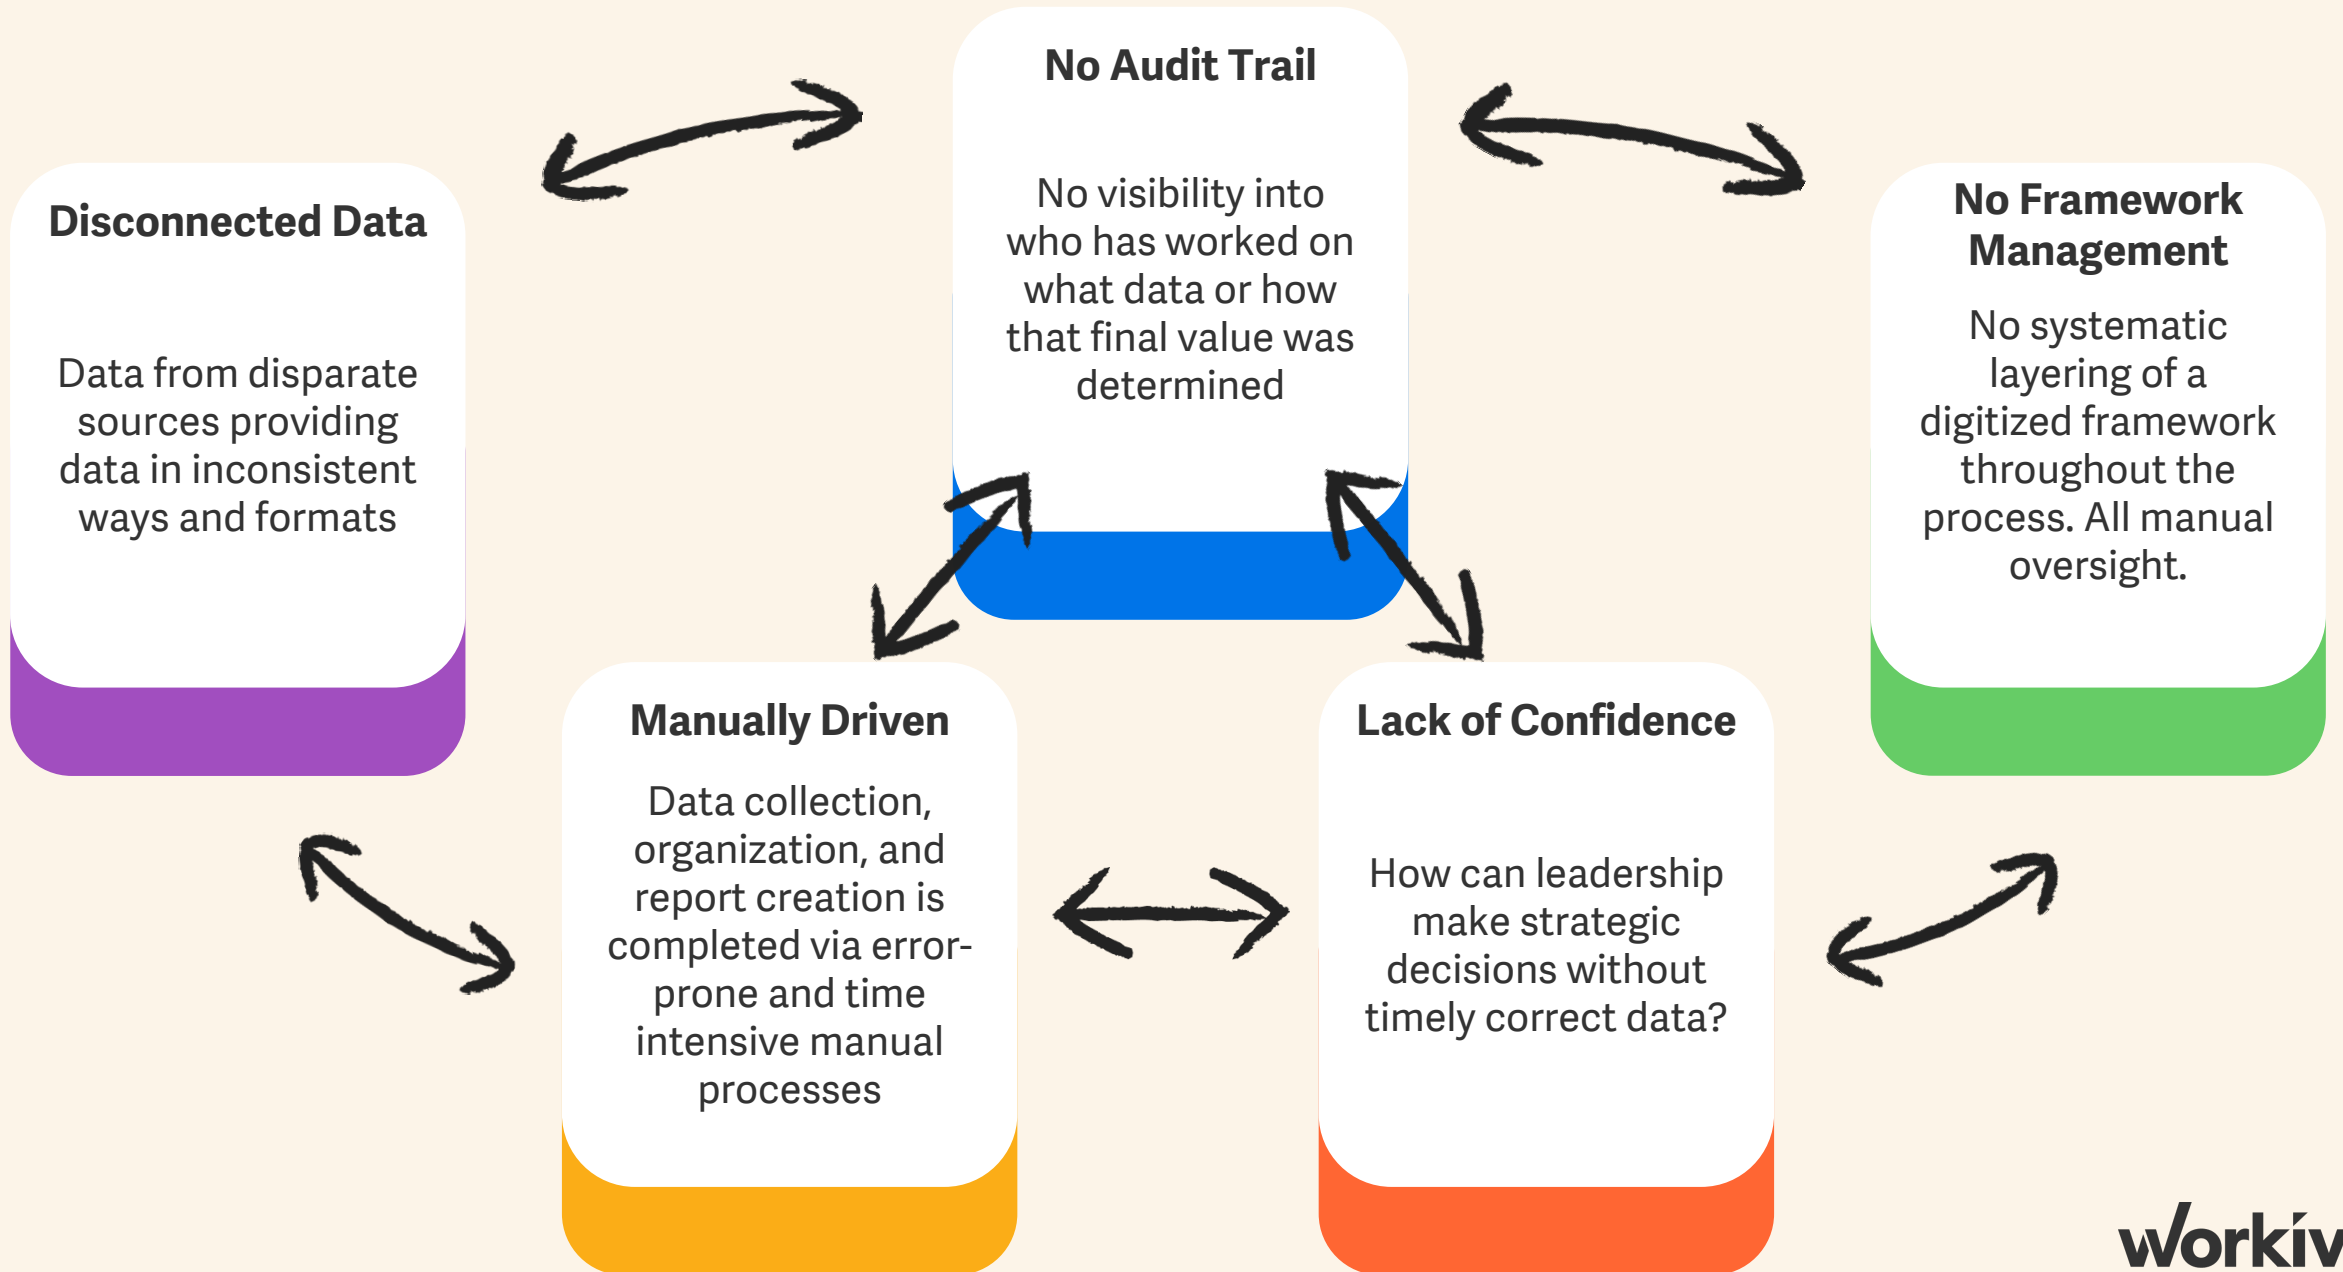 No Audit Trail
No visibility into
who has worked on
what data or how
that final value was
determined
Disconnected Data
Data from disparate
sources providing
data in inconsistent
ways and formats
No Framework
Management
No systematic
layering of a
digitized framework
throughout the
process. All manual
oversight.
Manually Driven
Data collection,
organization, and
report creation is
completed via error-
prone and time
intensive manual
processes
Lack of Confidence
How can leadership
make strategic
decisions without
timely correct data?
workiv